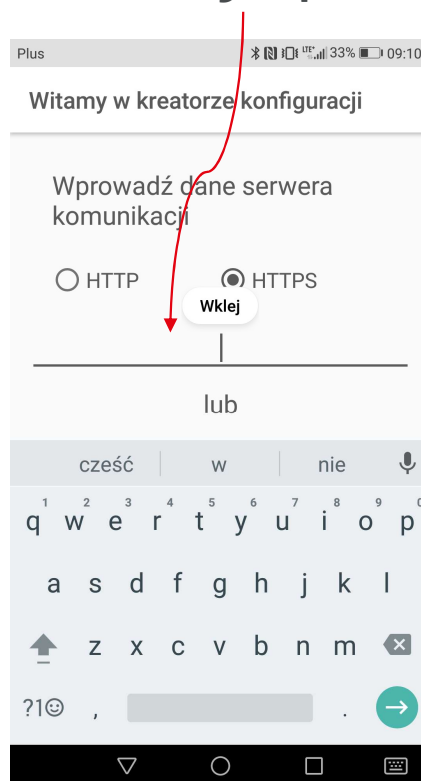 Plus 33% 09:10
Witamy w kreatorze konfiguracji
Wprowadź dane serwera
komunikacji
HTTP HTTPS
Wklej
lub
cześć w nie
1 2 3 4 5 6 7 8 9 0
q w e r t y u i o p
a s d f g h j k l
z x c v b n m
?1☺ , .